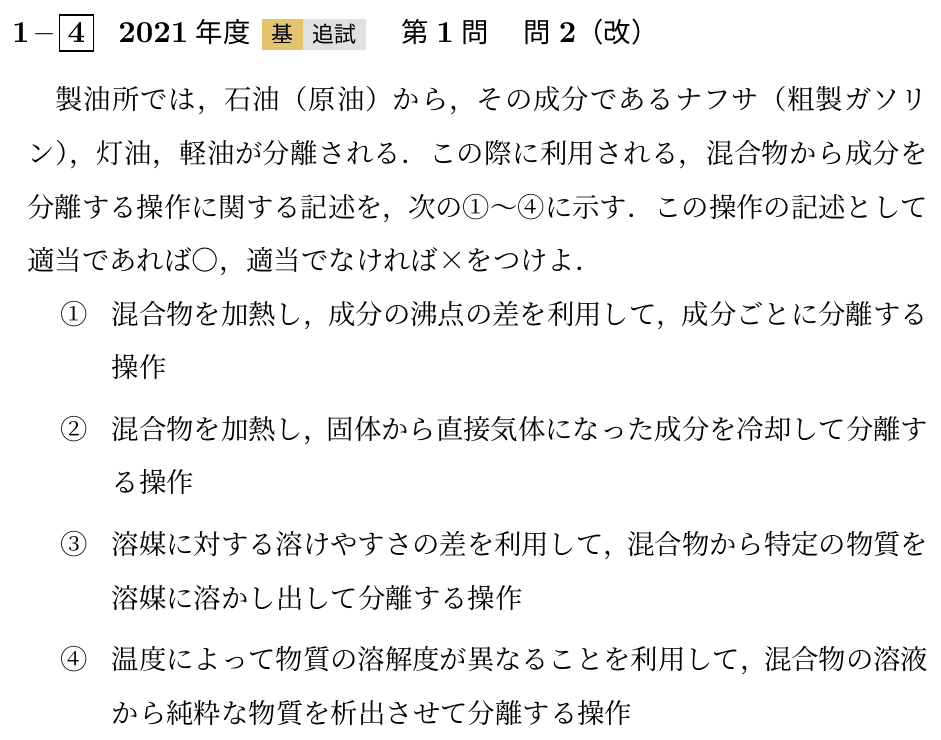 1–4 2021年度 基 追試 第1問 問2（改）
製油所では，石油（原油）から，その成分であるナフサ（粗製ガソリ
ン），灯油，軽油が分離される．この際に利用される，混合物から成分を
分離する操作に関する記述を，次の①〜④に示す．この操作の記述として
適当であれば○，適当でなければ×をつけよ．
① 混合物を加熱し，成分の沸点の差を利用して，成分ごとに分離する
操作
② 混合物を加熱し，固体から直接気体になった成分を冷却して分離す
る操作
③ 溶媒に対する溶けやすさの差を利用して，混合物から特定の物質を
溶媒に溶かし出して分離する操作
④ 温度によって物質の溶解度が異なることを利用して，混合物の溶液
から純粋な物質を析出させて分離する操作